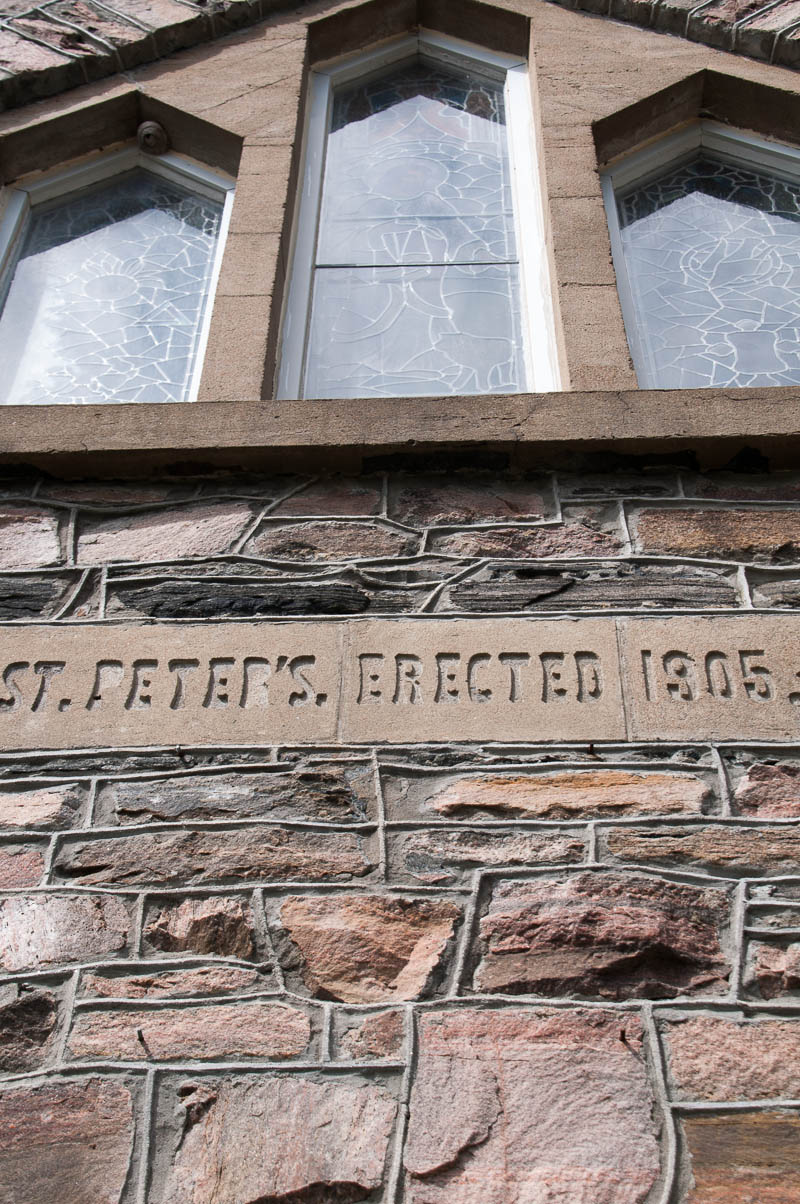 ST. PETER'S. ERECTED 1905.